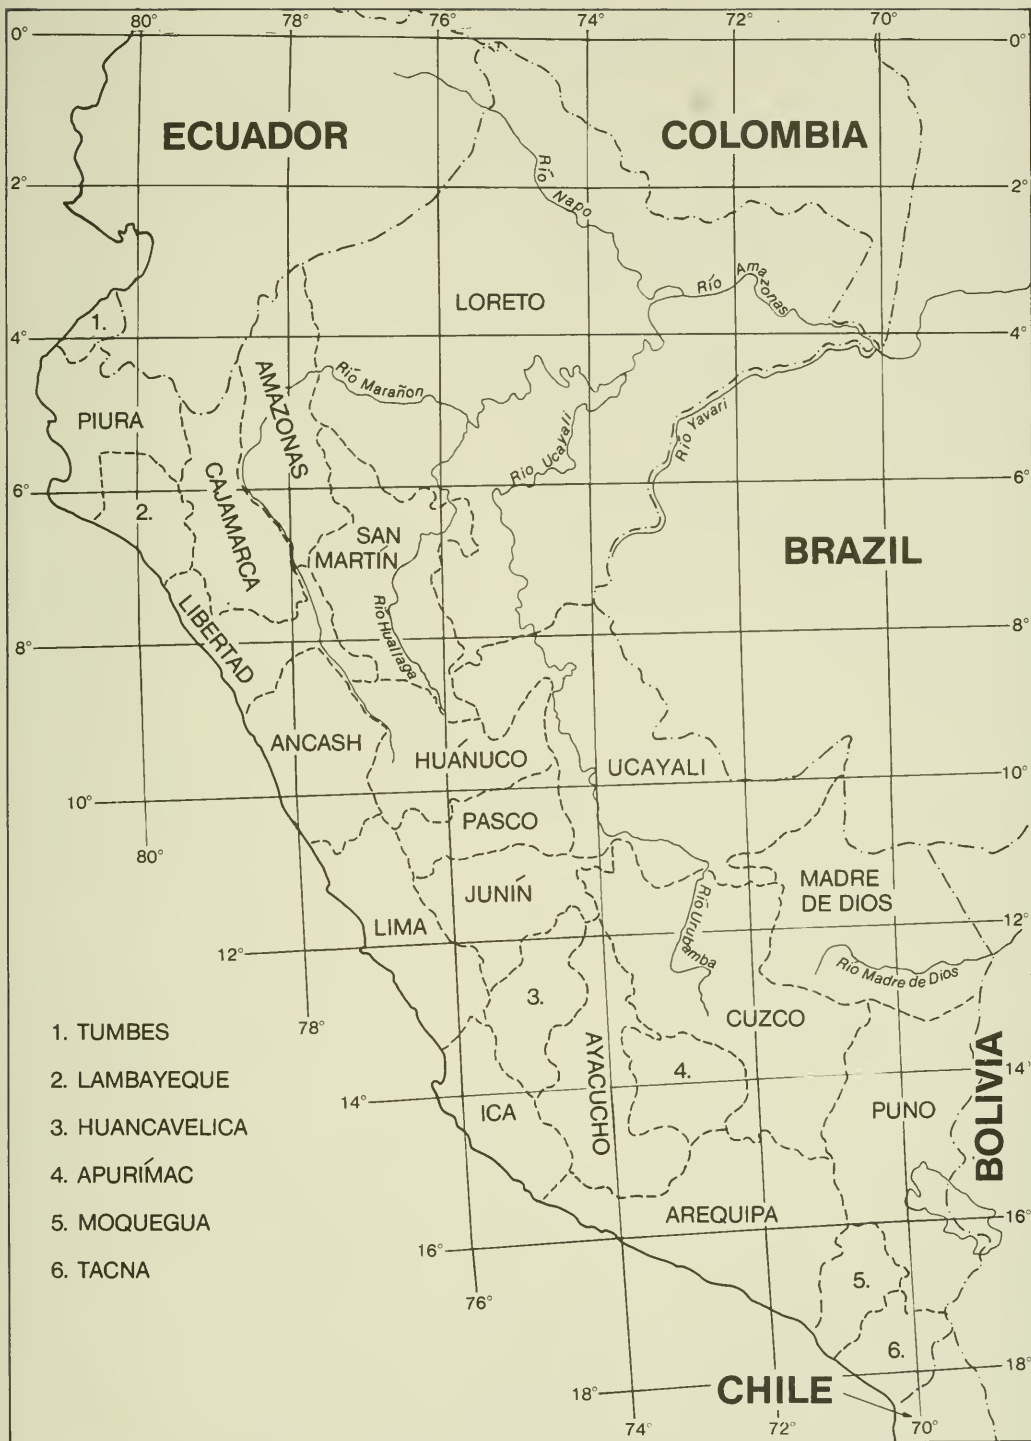 80° 78° 76° 74° 72° 70°
0° 0°
ECUADOR COLOMBIA
2° 2°
Río Napo
Río Amazonas
LORETO
1.
4° 4°
AMAZONAS
Río Marañon
PIURA
Río Ucayali
Río Yavari
CAJAMARCA
6° 6°
2.
SAN
MARTÍN
BRAZIL
LIBERTAD
Río Huallaga
8° 8°
ANCASH
HUANUCO
UCAYALI
10° 10°
PASCO
80°
JUNÍN
MADRE
DE DIOS
LIMA
Río Urubamba
12° 12°
Río Madre de Dios
3.
78°
CUZCO
1. TUMBES
AYACUCHO
BOLIVIA
4.
14° 14°
2. LAMBAYEQUE
ICA
PUNO
3. HUANCAVELICA
4. APURÍMAC
AREQUIPA
5. MOQUEGUA
16° 16°
6. TACNA
5.
76°
6.
18° 18°
CHILE
74° 72° 70°